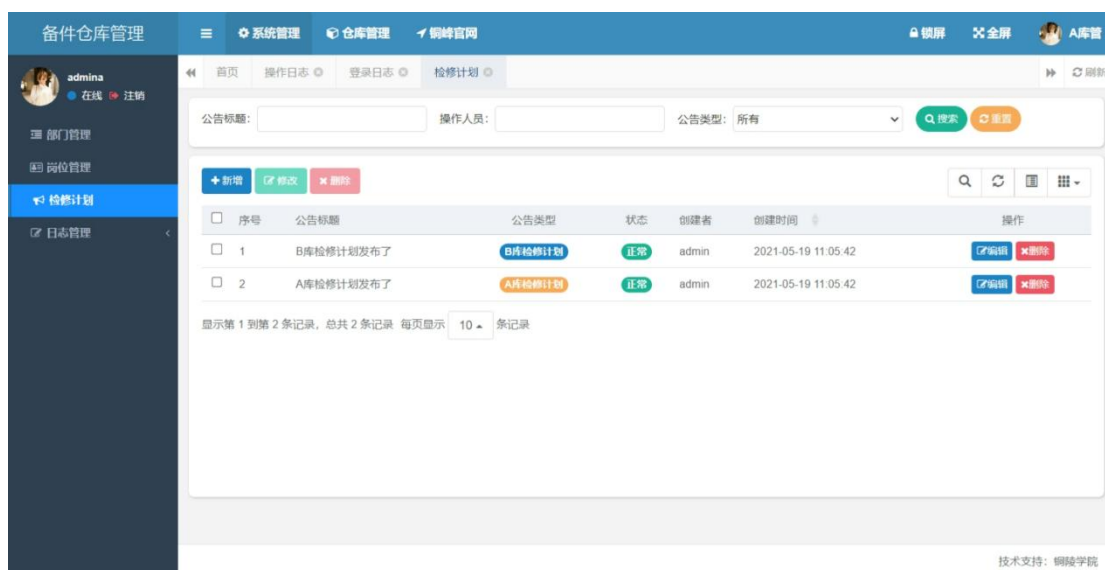 备件仓库管理 系统管理 仓库管理 铜峰官网 锁屏 全屏 A库管
admina
在线 注销
首页 操作日志 登录日志 检修计划 刷新
公告标题： 操作人员： 公告类型： 所有 搜索 重置
部门管理
岗位管理
检修计划
日志管理
新增 修改 删除
序号 公告标题 公告类型 状态 创建者 创建时间 操作
1 B库检修计划发布了 B库检修计划 正常 admin 2021-05-19 11:05:42 编辑 删除
2 A库检修计划发布了 A库检修计划 正常 admin 2021-05-19 11:05:42 编辑 删除
显示第 1 到第 2 条记录，总共 2 条记录 每页显示 10 条记录
技术支持：铜陵学院